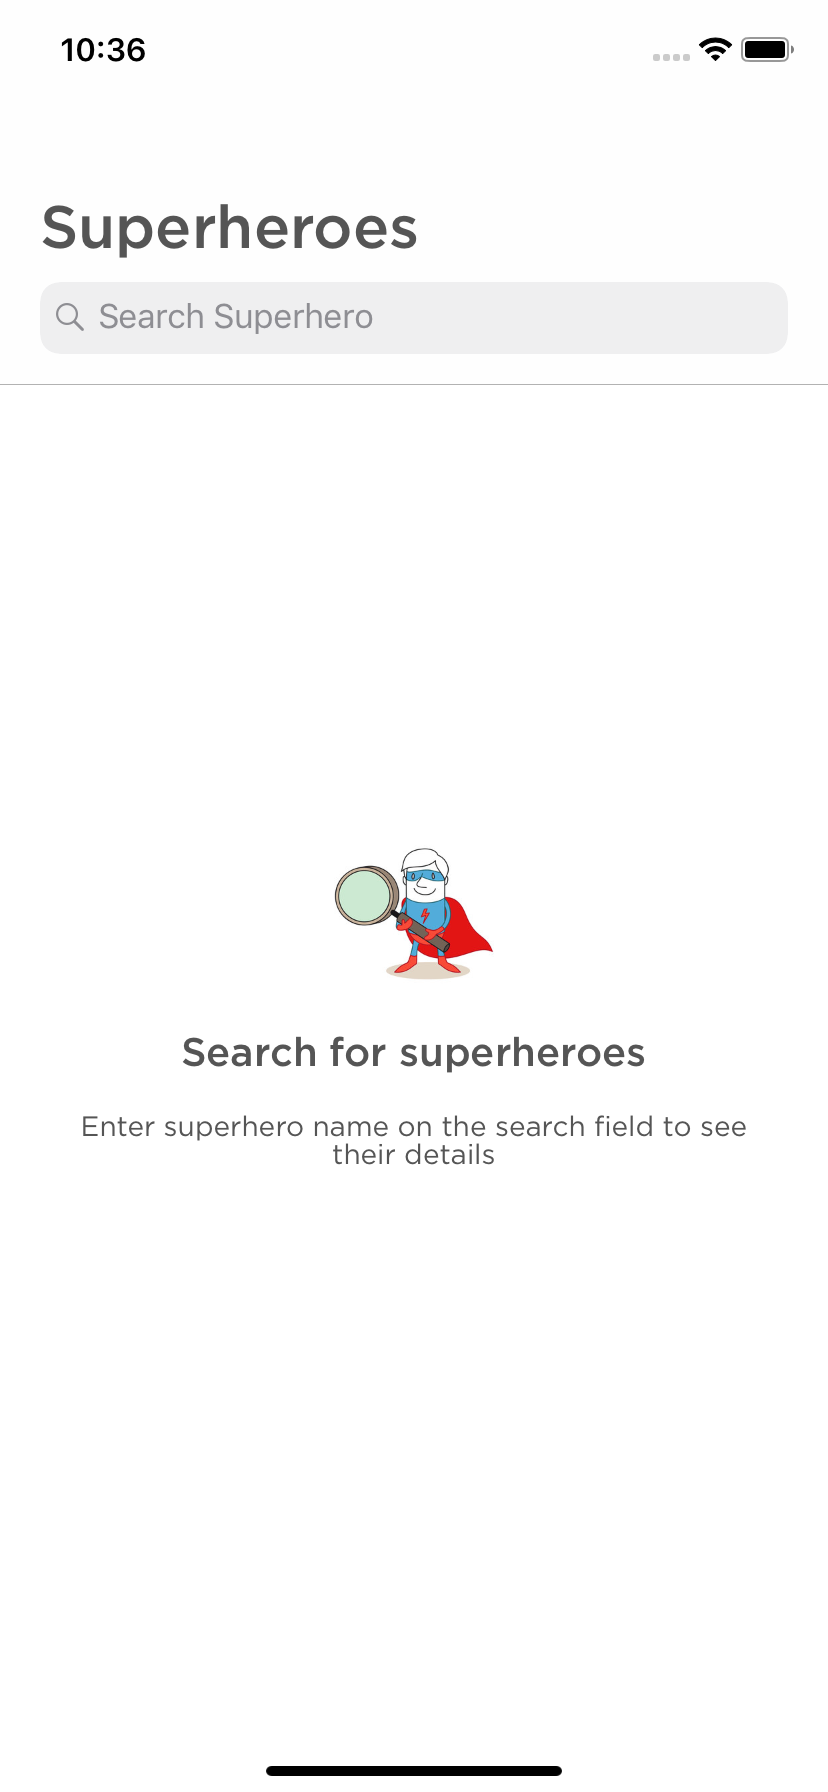 10:36
Superheroes
Search Superhero
Search for superheroes
Enter superhero name on the search field to see
their details